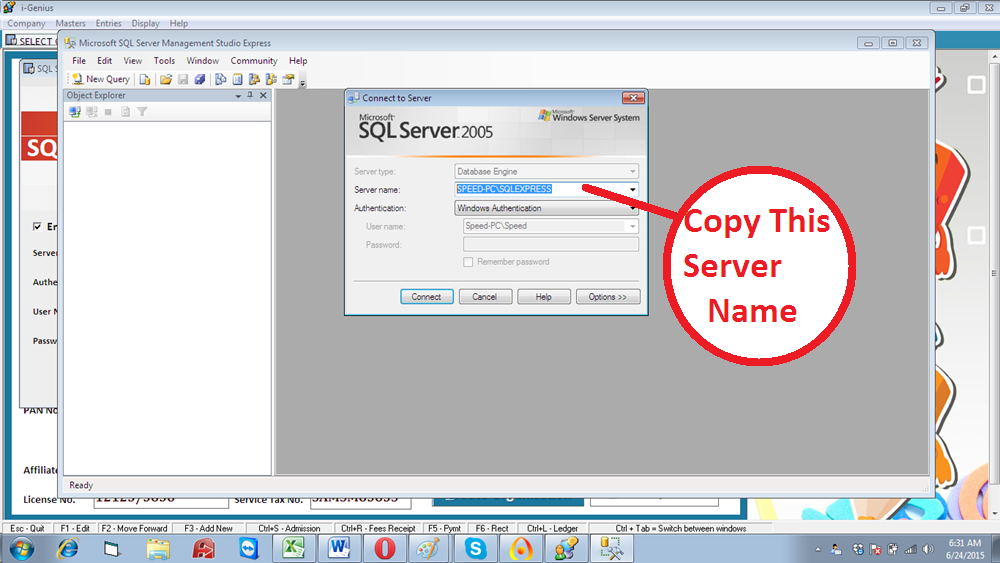 i-Genius
Company Masters Entries Display Help
SELECT
Microsoft SQL Server Management Studio Express
File Edit View Tools Window Community Help
New Query
Object Explorer
SQL S
SQ
Connect to Server
Microsoft
SQL Server 2005
Microsoft
Windows Server System
Server type: Database Engine
Server name: SPEED-PC\SQLEXPRESS
Authentication: Windows Authentication
User name: Speed-PC\Speed
Password:
Remember password
Connect Cancel Help Options >>
Copy This
Server
Name
En
Server
Authe
User N
Passw
PAN No
Affiliate
License No. 12123/5656 Service Tax No.
Ready
Esc - Quit F1 - Edit F2 - Move Forward F3 - Add New Ctrl+S - Admission Ctrl+R - Fees Receipt F5 - Pymt F6 - Rect Ctrl+L - Ledger Ctrl + Tab = Switch between windows
6:31 AM
6/24/2015